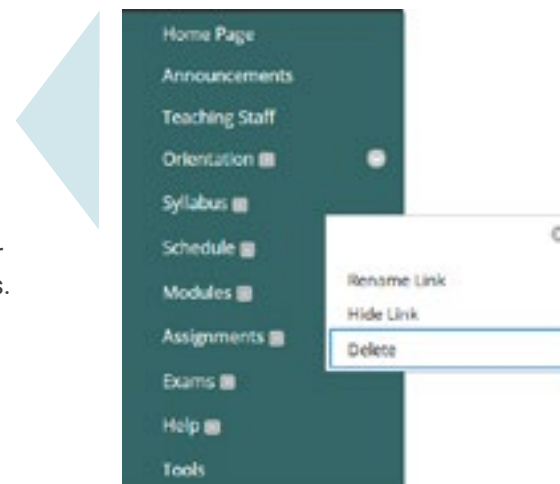 Home Page
Announcements
Teaching Staff
Orientation
Syllabus
Schedule
Modules
Assignments
Exams
Help
Tools
Rename Link
Hide Link
Delete